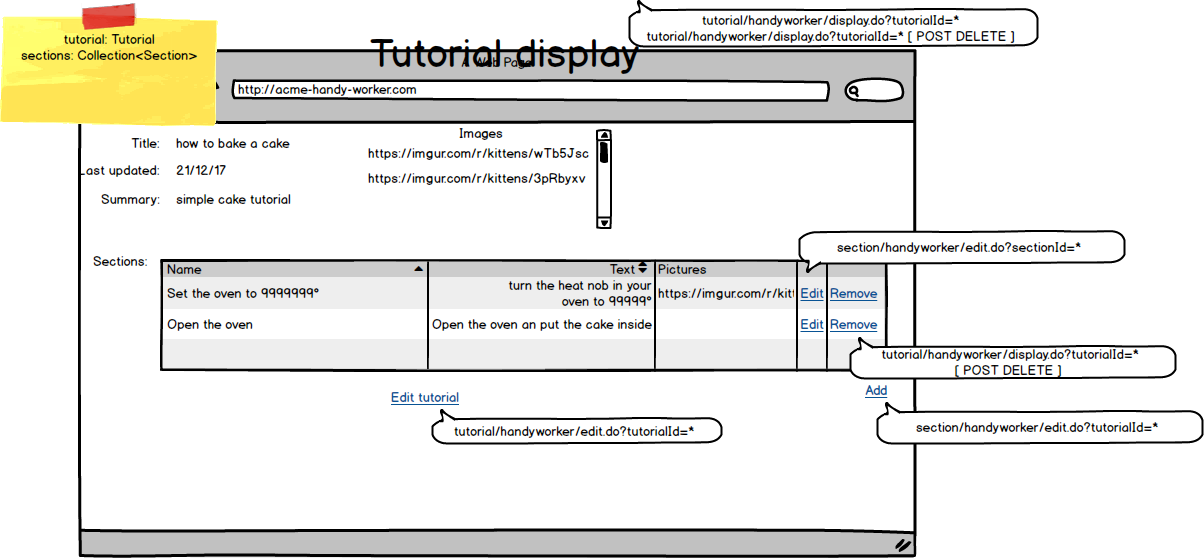 tutorial: Tutorial
sections: Collection<Section>
tutorial/handyworker/display.do?tutorialId=*
tutorial/handyworker/display.do?tutorialId=* [ POST DELETE ]
Tutorial display
A Web Page
http://acme-handy-worker.com
Title: how to bake a cake
Last updated: 21/12/17
Summary: simple cake tutorial
Images
https://imgur.com/r/kittens/wTb5Jsc
https://imgur.com/r/kittens/3pRbyxv
section/handyworker/edit.do?sectionId=*
Sections:
Name Text Pictures
Set the oven to 9999999° turn the heat nob in your
oven to 99999° https://imgur.com/r/kitt Edit Remove
Open the oven Open the oven an put the cake inside Edit Remove
tutorial/handyworker/display.do?tutorialId=*
[ POST DELETE ]
Edit tutorial Add
tutorial/handyworker/edit.do?tutorialId=*
section/handyworker/edit.do?tutorialId=*